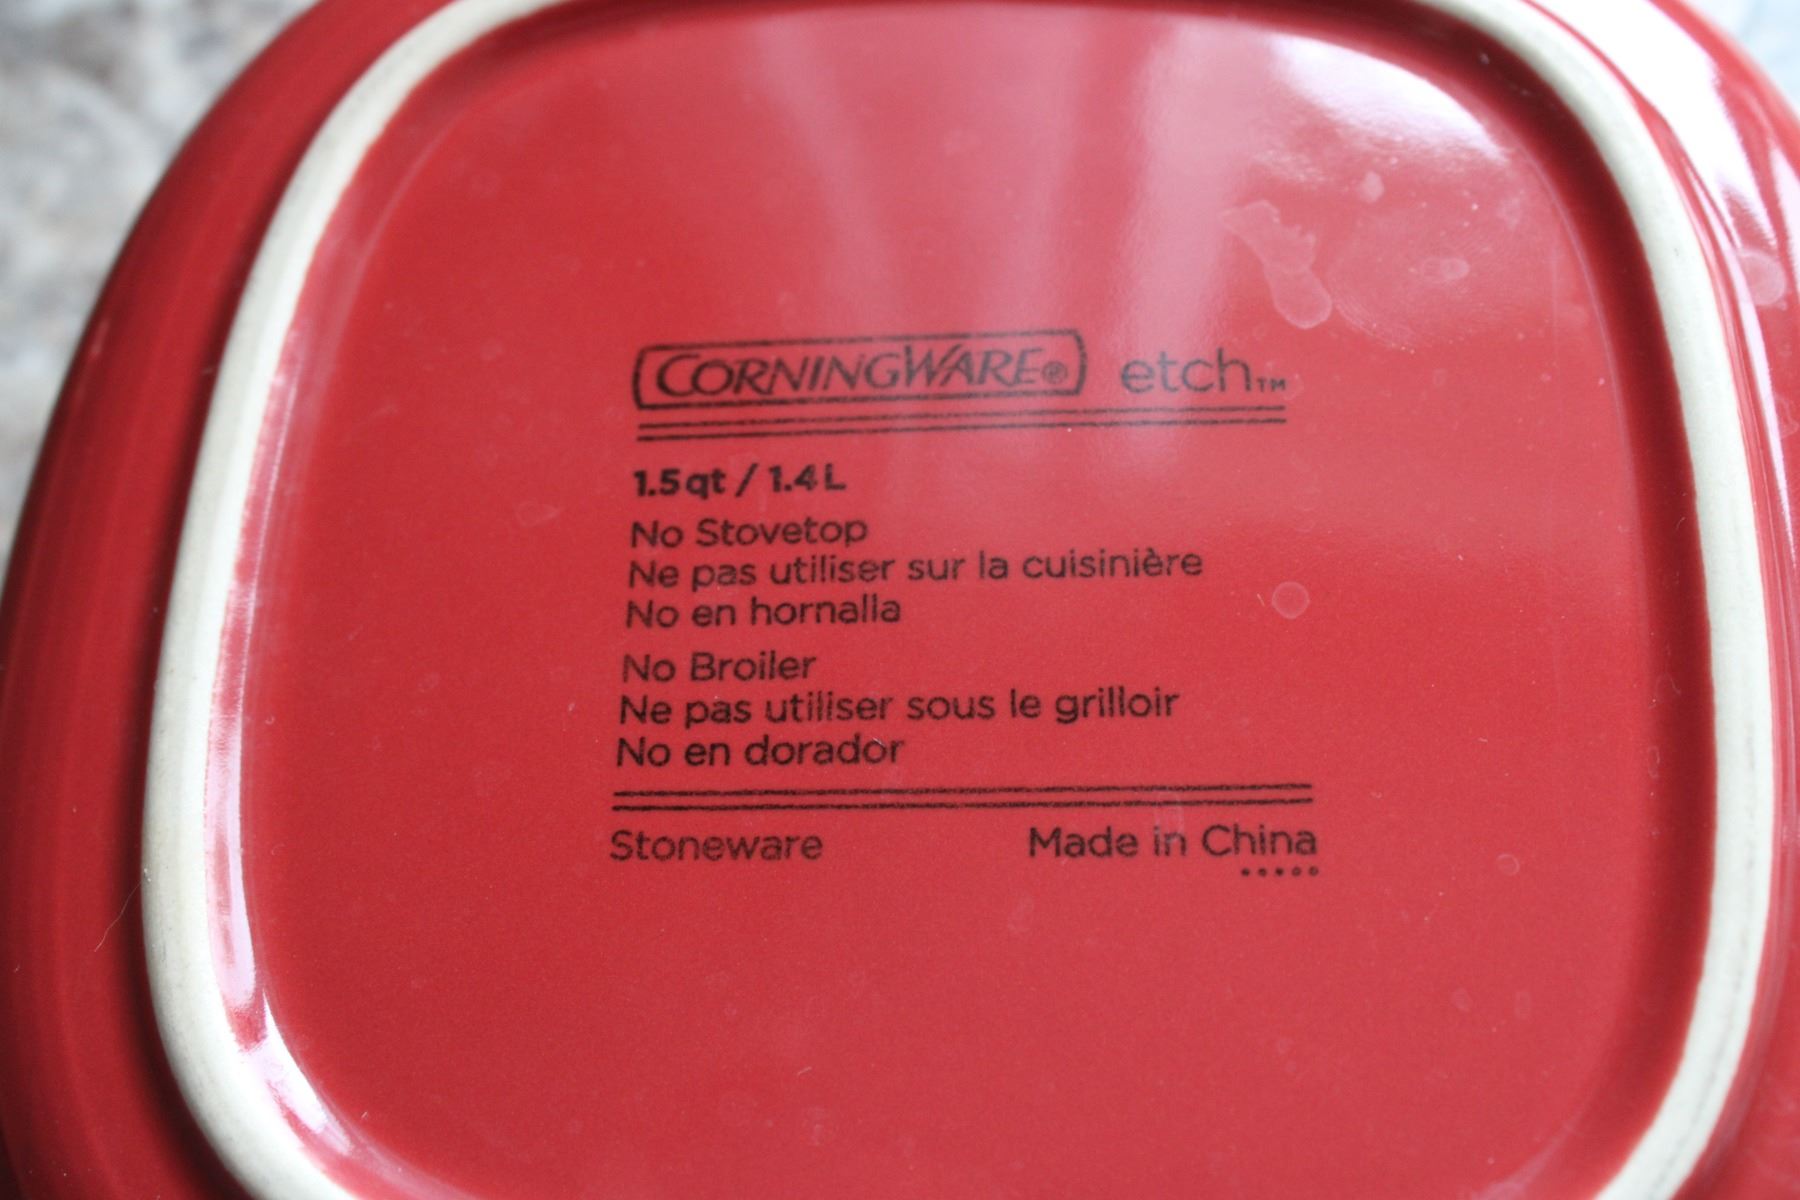 CORNINGWARE® etch™
1.5qt / 1.4L
No Stovetop
Ne pas utiliser sur la cuisinière
No en hornalla
No Broiler
Ne pas utiliser sous le grilloir
No en dorador
Stoneware Made in China